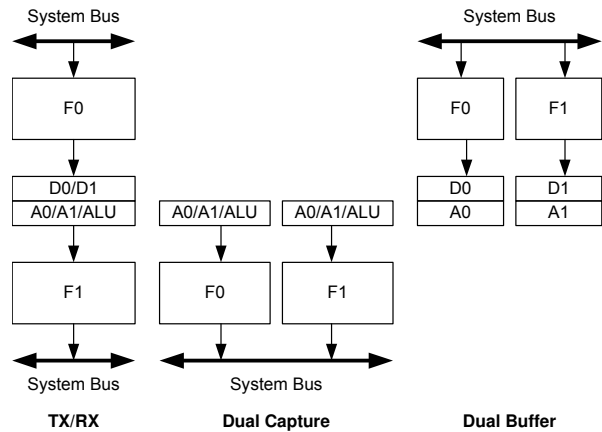 System Bus
System Bus
F0
F0
F1
D0/D1
D0
D1
A0/A1/ALU
A0/A1/ALU
A0/A1/ALU
A0
A1
F1
F0
F1
System Bus
System Bus
TX/RX
Dual Capture
Dual Buffer